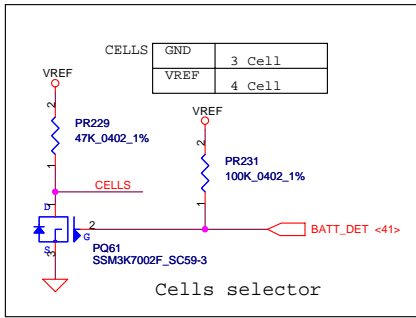 CELLS
GND
3 Cell
VREF
4 Cell
VREF
2
PR229
47K_0402_1%
1
CELLS
VREF
2
PR231
100K_0402_1%
1
D
1
2
G
S
3
PQ61
SSM3K7002F_SC59-3
BATT_DET <41>
Cells selector